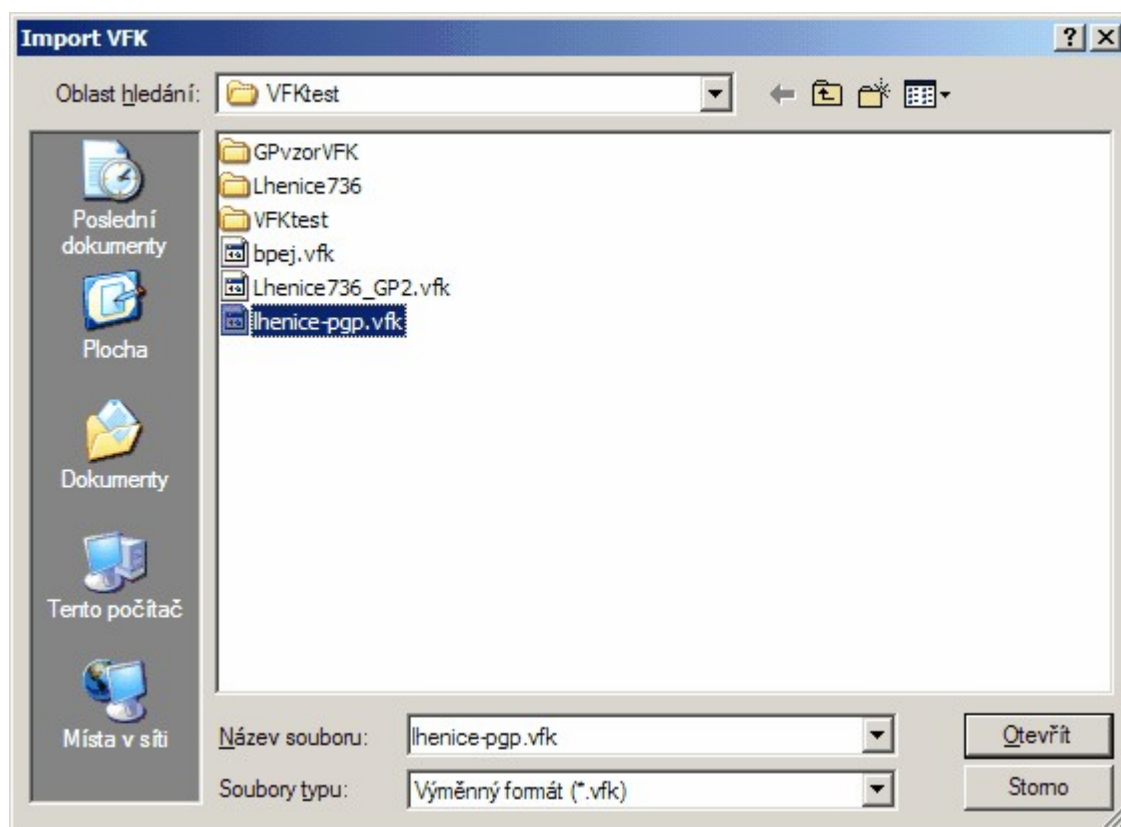 Import VFK
Oblast hledání:
VFKtest
GPvzorVFK
Lhenice736
VFKtest
bpej.vfk
Lhenice736_GP2.vfk
lhenice-pgp.vfk
Poslední
dokumenty
Plocha
Dokumenty
Tento počítač
Místa v síti
Název souboru:
lhenice-pgp.vfk
Otevřít
Soubory typu:
Výměnný formát (*.vfk)
Storno